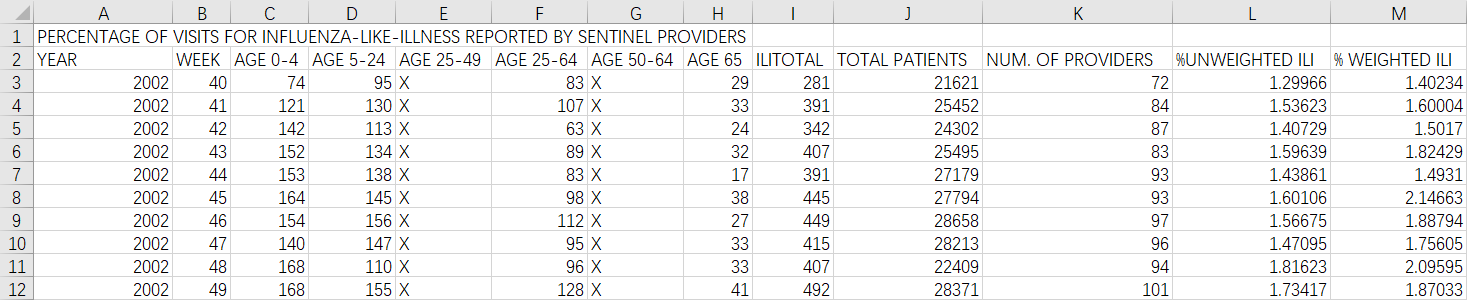 A B C D E F G H I J K L M
1 PERCENTAGE OF VISITS FOR INFLUENZA-LIKE-ILLNESS REPORTED BY SENTINEL PROVIDERS
2 YEAR WEEK AGE 0-4 AGE 5-24 AGE 25-49 AGE 25-64 AGE 50-64 AGE 65 ILITOTAL TOTAL PATIENTS NUM. OF PROVIDERS %UNWEIGHTED ILI % WEIGHTED ILI
3 2002 40 74 95 X 83 X 29 281 21621 72 1.29966 1.40234
4 2002 41 121 130 X 107 X 33 391 25452 84 1.53623 1.60004
5 2002 42 142 113 X 63 X 24 342 24302 87 1.40729 1.5017
6 2002 43 152 134 X 89 X 32 407 25495 83 1.59639 1.82429
7 2002 44 153 138 X 83 X 17 391 27179 93 1.43861 1.4931
8 2002 45 164 145 X 98 X 38 445 27794 93 1.60106 2.14663
9 2002 46 154 156 X 112 X 27 449 28658 97 1.56675 1.88794
10 2002 47 140 147 X 95 X 33 415 28213 96 1.47095 1.75605
11 2002 48 168 110 X 96 X 33 407 22409 94 1.81623 2.09595
12 2002 49 168 155 X 128 X 41 492 28371 101 1.73417 1.87033